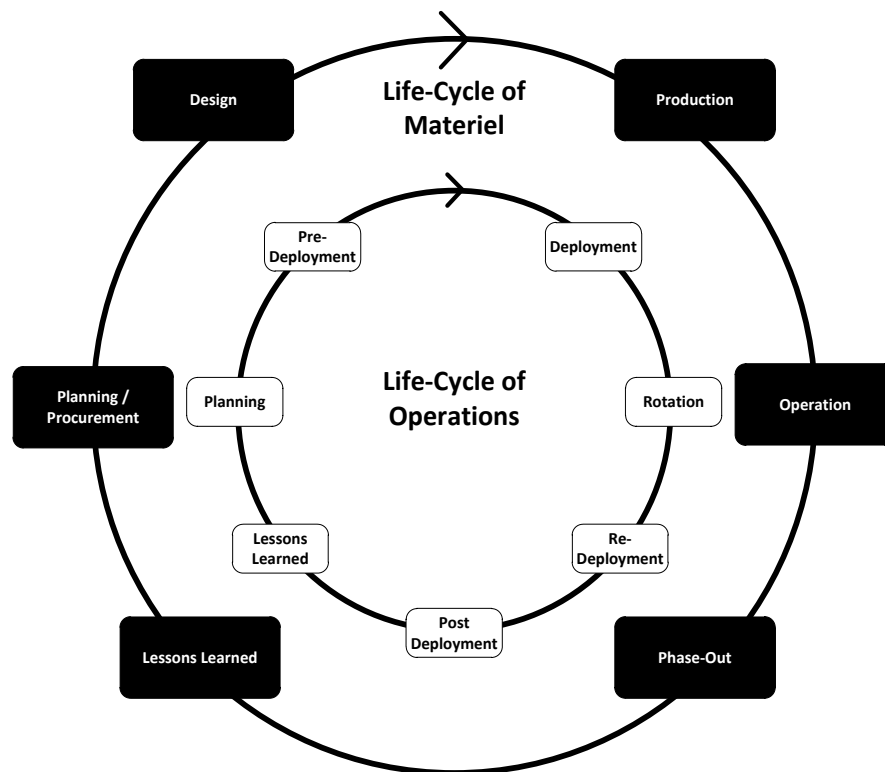 Design
Life-Cycle of
Materiel
Production
Pre-
Deployment
Deployment
Planning /
Procurement
Planning
Life-Cycle of
Operations
Rotation
Operation
Lessons
Learned
Re-
Deployment
Post
Deployment
Lessons Learned
Phase-Out